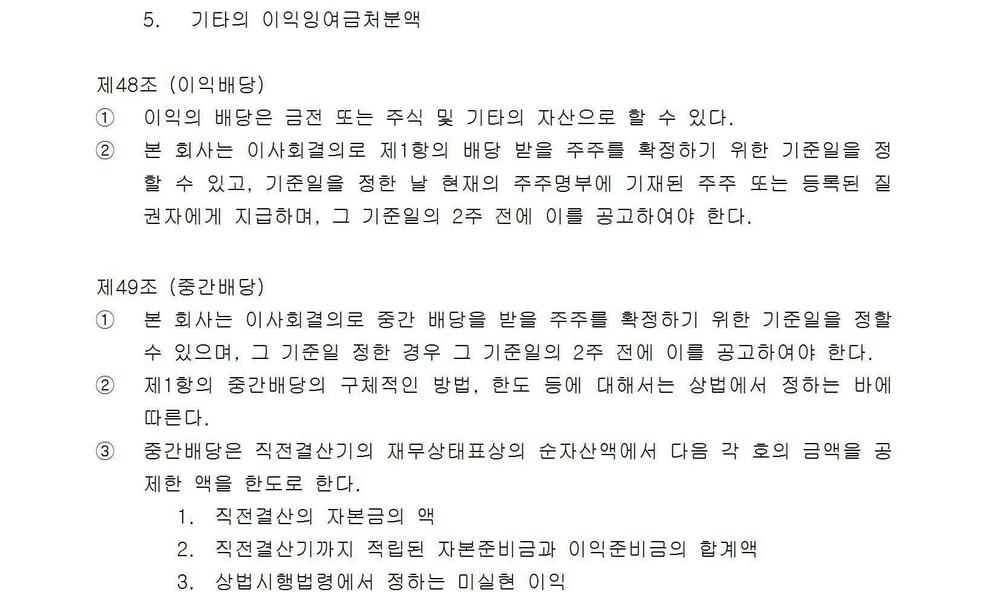 5. 기타의 이익잉여금처분액
제48조 (이익배당)
① 이익의 배당은 금전 또는 주식 및 기타의 자산으로 할 수 있다.
② 본 회사는 이사회결의로 제1항의 배당 받을 주주를 확정하기 위한 기준일을 정
할 수 있고, 기준일을 정한 날 현재의 주주명부에 기재된 주주 또는 등록된 질
권자에게 지급하며, 그 기준일의 2주 전에 이를 공고하여야 한다.
제49조 (중간배당)
① 본 회사는 이사회결의로 중간 배당을 받을 주주를 확정하기 위한 기준일을 정할
수 있으며, 그 기준일 정한 경우 그 기준일의 2주 전에 이를 공고하여야 한다.
② 제1항의 중간배당의 구체적인 방법, 한도 등에 대해서는 상법에서 정하는 바에
따른다.
③ 중간배당은 직전결산기의 재무상태표상의 순자산액에서 다음 각 호의 금액을 공
제한 액을 한도로 한다.
1. 직전결산의 자본금의 액
2. 직전결산기까지 적립된 자본준비금과 이익준비금의 합계액
3. 상법시행법령에서 정하는 미실현 이익